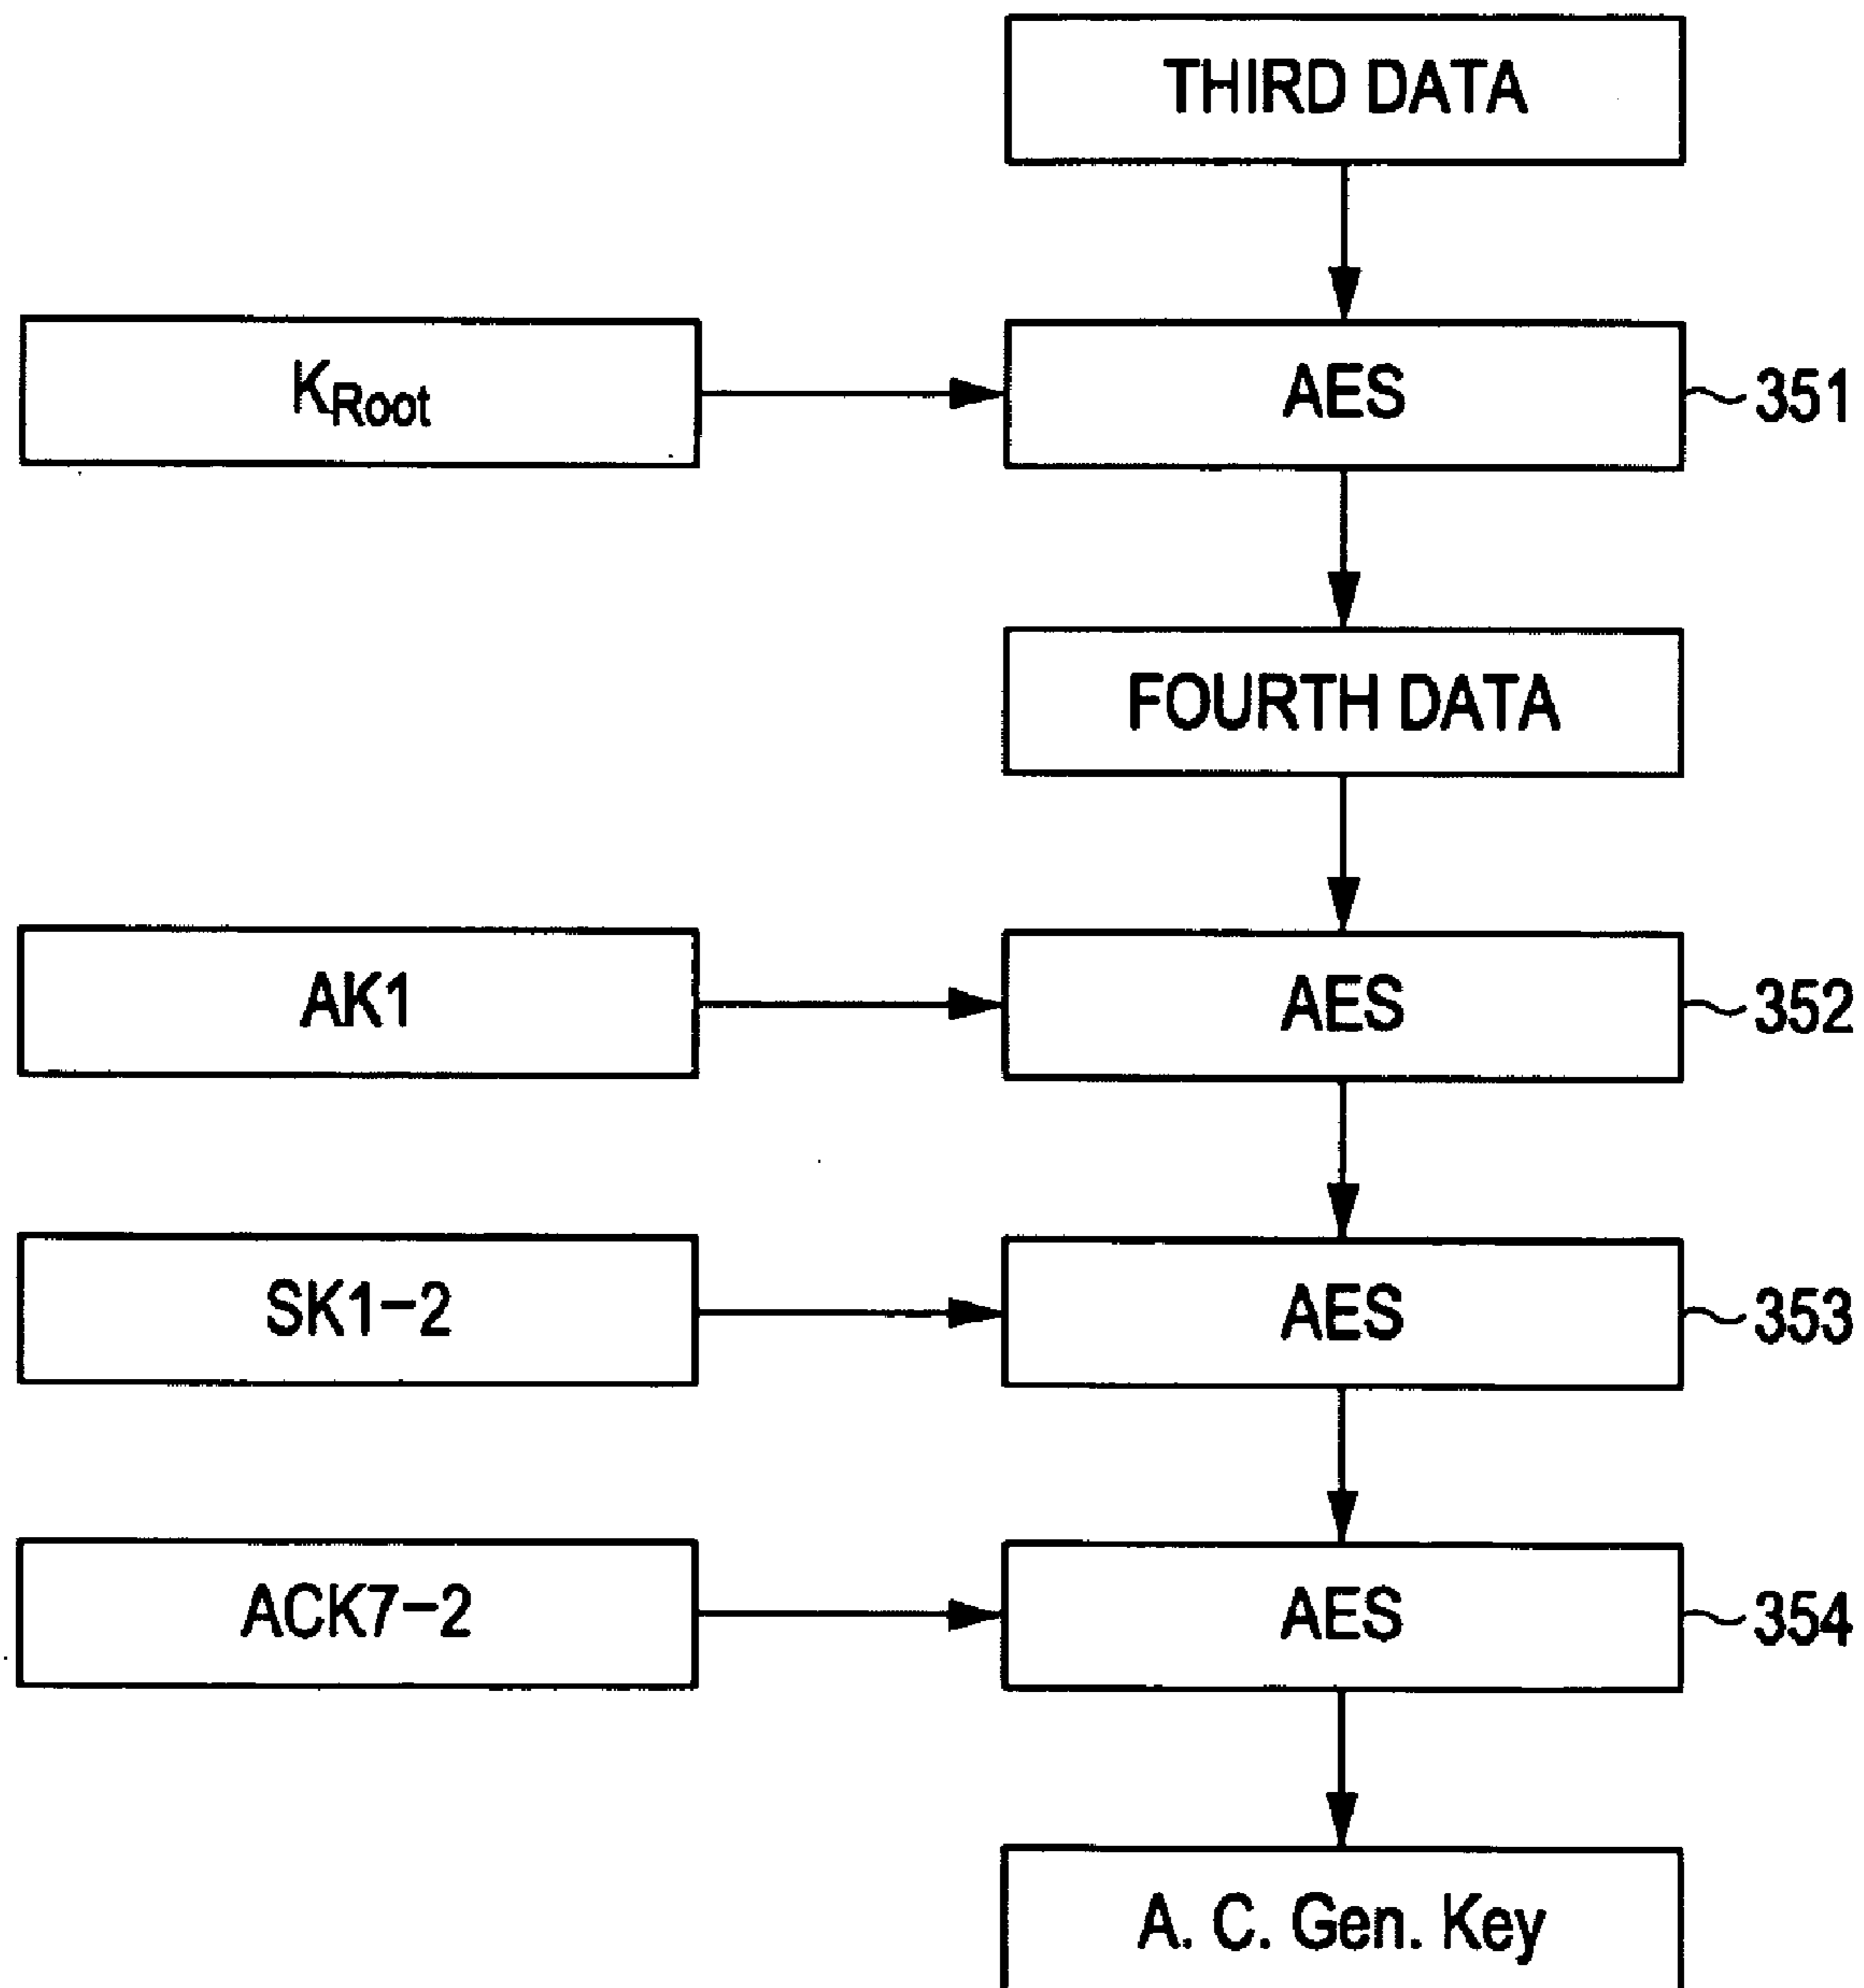 THIRD DATA
K_Root AES 351
FOURTH DATA
AK1 AES 352
SK1-2 AES 353
ACK7-2 AES 354
A. C. Gen. Key